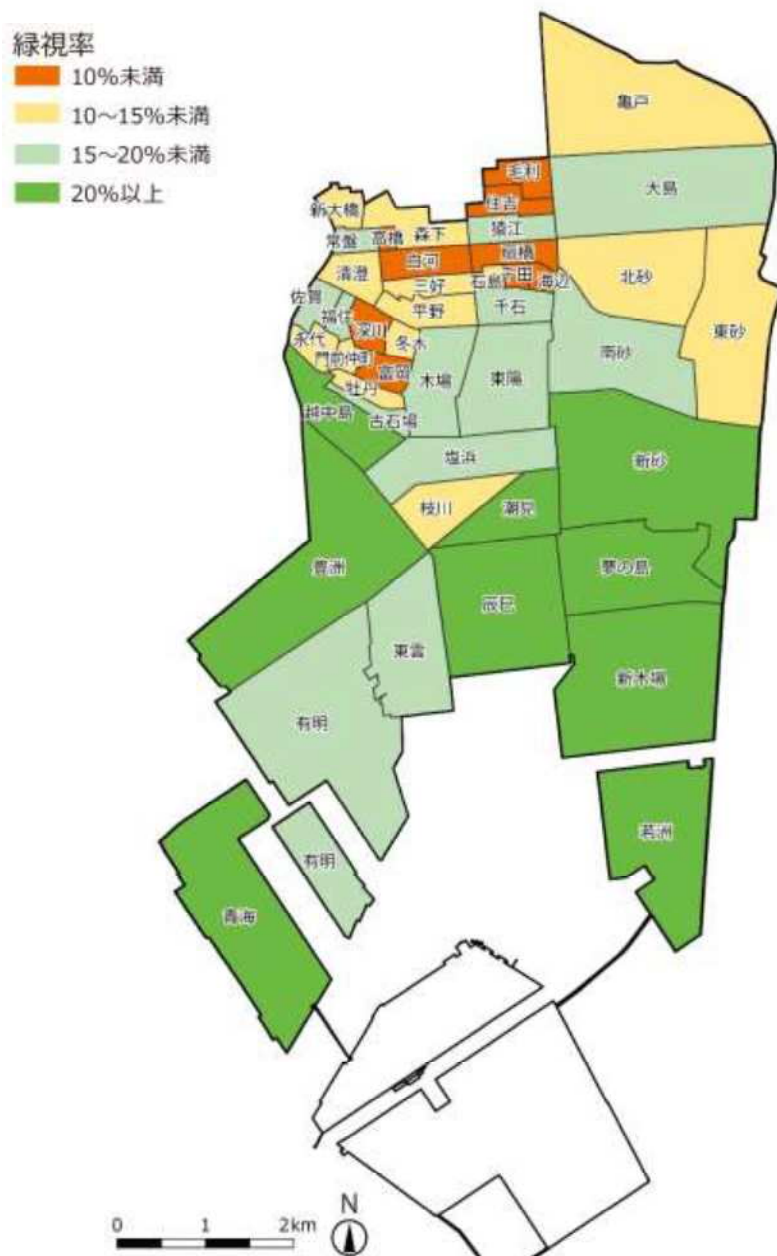 緑視率
10%未満
10～15%未満
15～20%未満
20%以上
亀戸
毛利
大島
住吉
新大橋
森下
猿江
常盤
高橋
白河
扇橋
清澄
三好
石島
千田
海辺
北砂
東砂
佐賀
福住
平野
千石
深川
冬木
永代
門前仲町
富岡
木場
東陽
南砂
牡丹
古石場
越中島
塩浜
新砂
枝川
潮見
豊洲
夢の島
辰巳
東雲
新木場
有明
若洲
有明
青海
N
0 1 2km